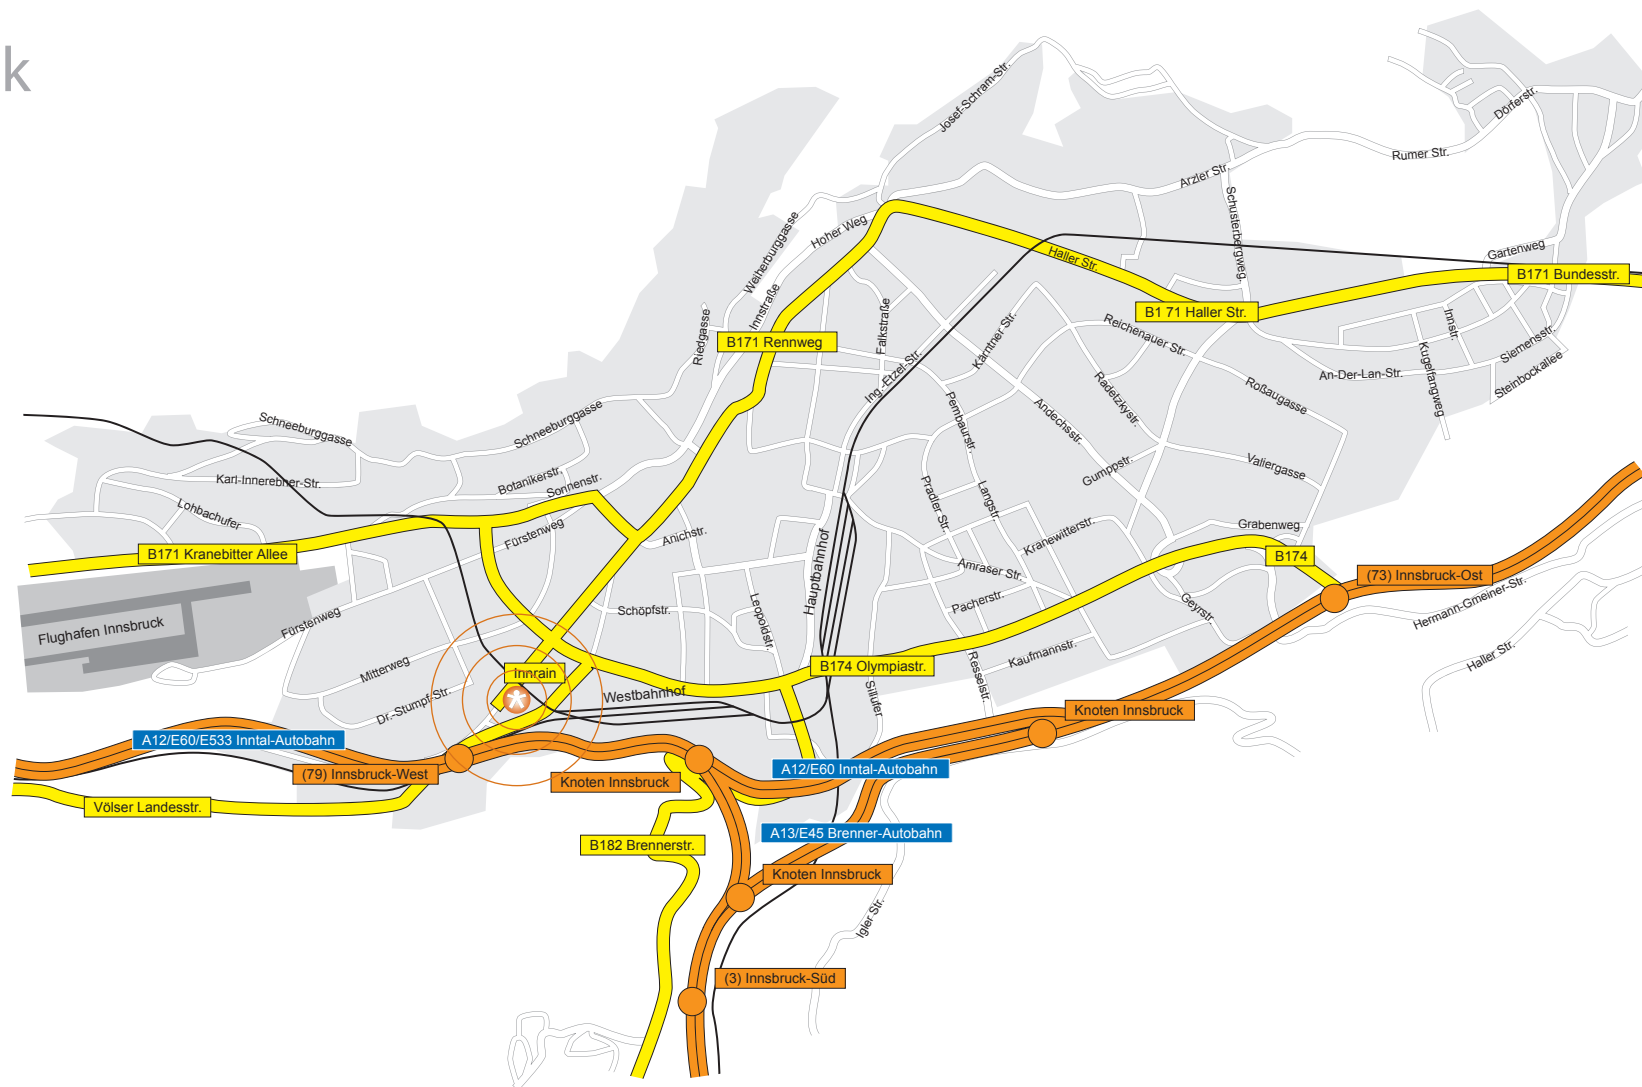 k
Josef-Schram-Str.
Dörferstr.
Rumer Str.
Arzler Str.
Schusterbergweg.
Weiherburggasse
Hoher Weg
Gartenweg
Haller Str.
B171 Bundesstr.
Innstraße
Falkstraße
B1 71 Haller Str.
Riedgasse
B171 Rennweg
Kärntner Str.
Reichenauer Str.
Innstr.
Siemensstr.
Ing.-Etzel-Str.
Kugelfangweg
Steinbockallee
An-Der-Lan-Str.
Radetzkystr.
Roßaugasse
Schneeburggasse
Schneeburggasse
Pembaurstr.
Andechsstr.
Karl-Innerebner-Str.
Botanikerstr.
Sonnenstr.
Gumppstr.
Valiergasse
Lohbachufer
Pradler Str.
Langstr.
Fürstenweg
Anichstr.
Hauptbahnhof
Kranewitterstr.
Grabenweg
B171 Kranebitter Allee
B174
Amraser Str.
(73) Innsbruck-Ost
Flughafen Innsbruck
Fürstenweg
Schöpfstr.
Leopoldstr.
Pacherstr.
Geyrstr.
Hermann-Gmeiner-Str.
Mitterweg
Innrain
B174 Olympiastr.
Kaufmannstr.
Resselstr.
Haller Str.
Dr.-Stumpf-Str.
Westbahnhof
Sillufer
Knoten Innsbruck
A12/E60/E533 Inntal-Autobahn
(79) Innsbruck-West
Knoten Innsbruck
A12/E60 Inntal-Autobahn
Völser Landesstr.
A13/E45 Brenner-Autobahn
B182 Brennerstr.
Knoten Innsbruck
Igler Str.
(3) Innsbruck-Süd